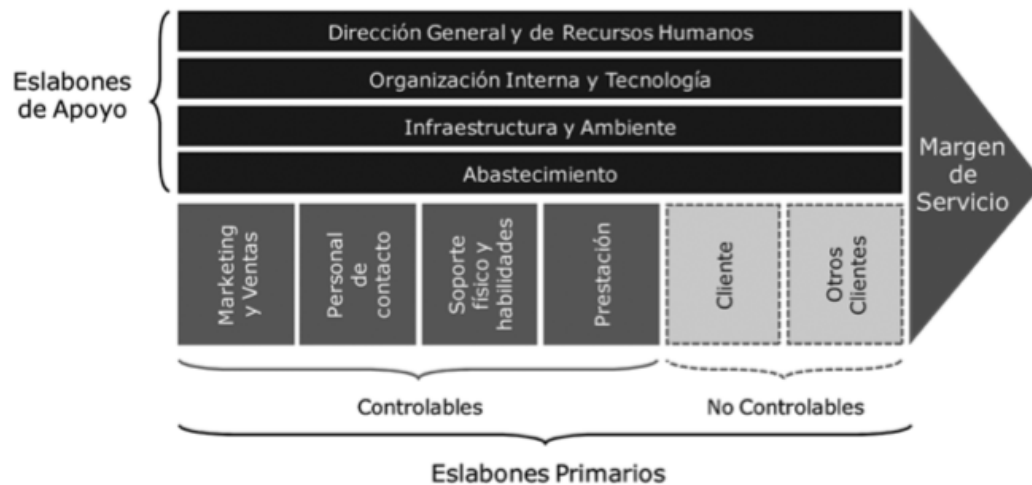 Dirección General y de Recursos Humanos
Organización Interna y Tecnología
Infraestructura y Ambiente
Abastecimiento
Eslabones
de Apoyo
Margen
de
Servicio
Marketing
y Ventas
Personal
de
contacto
Soporte
físico y
habilidades
Prestación
Cliente
Otros
Clientes
Controlables
No Controlables
Eslabones Primarios